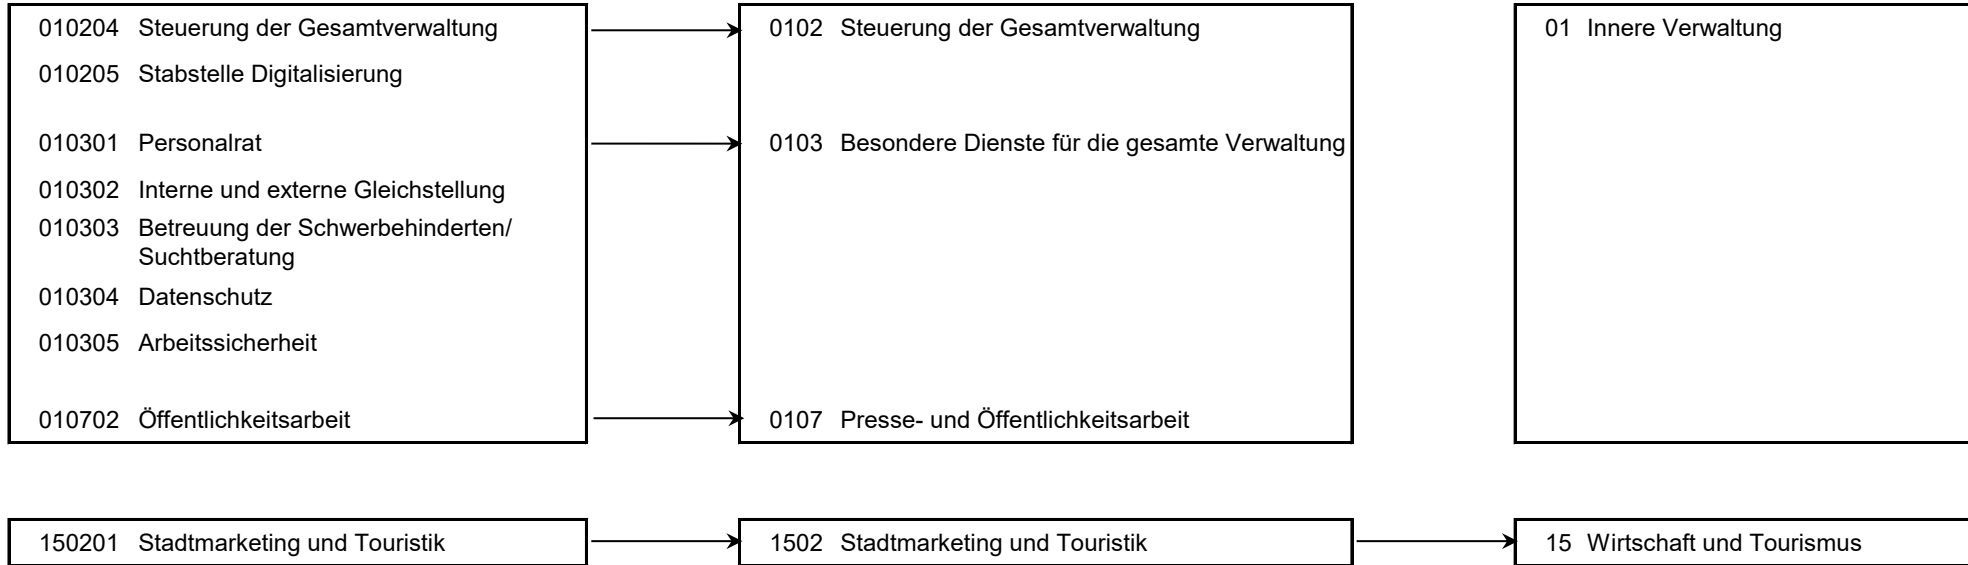 010204 Steuerung der Gesamtverwaltung
0102 Steuerung der Gesamtverwaltung
01 Innere Verwaltung
010205 Stabstelle Digitalisierung
010301 Personalrat
0103 Besondere Dienste für die gesamte Verwaltung
010302 Interne und externe Gleichstellung
010303 Betreuung der Schwerbehinderten/
Suchtberatung
010304 Datenschutz
010305 Arbeitssicherheit
010702 Öffentlichkeitsarbeit
0107 Presse- und Öffentlichkeitsarbeit
150201 Stadtmarketing und Touristik
1502 Stadtmarketing und Touristik
15 Wirtschaft und Tourismus